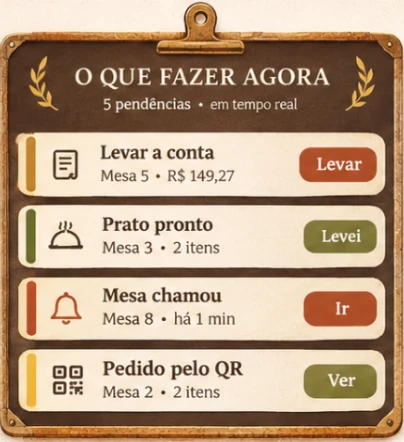 O QUE FAZER AGORA
5 pendências • em tempo real
Levar a conta
Mesa 5 • R$ 149,27
Levar
Prato pronto
Mesa 3 • 2 itens
Levei
Mesa chamou
Mesa 8 • há 1 min
Ir
Pedido pelo QR
Mesa 2 • 2 itens
Ver